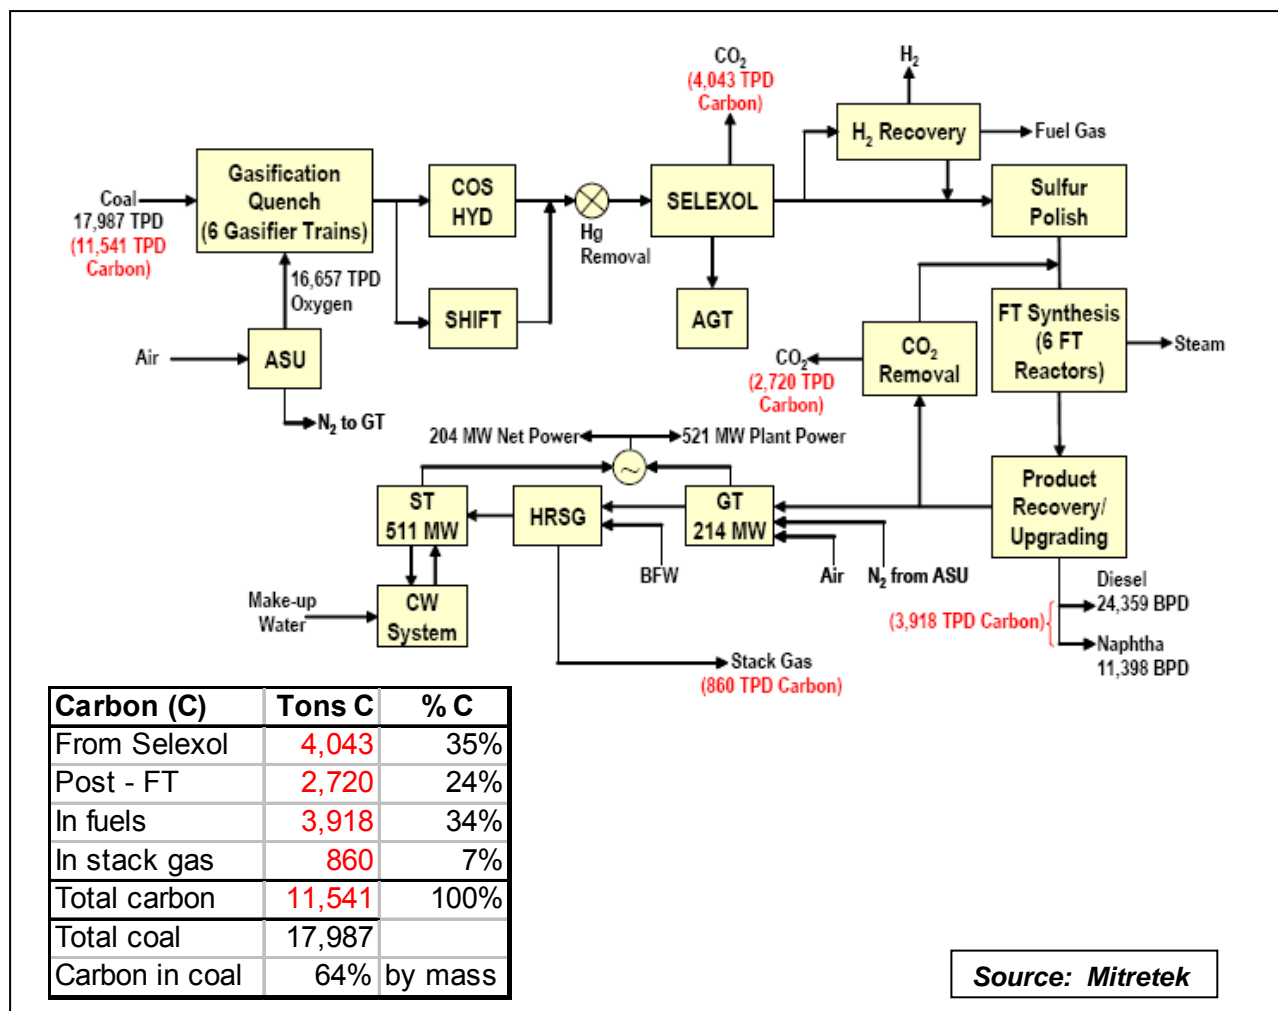 CO2
(4,043 TPD
Carbon)
H2
H2 Recovery
Fuel Gas
Gasification
Quench
(6 Gasifier Trains)
COS
HYD
SELEXOL
Sulfur
Polish
Coal
17,987 TPD
(11,541 TPD
Carbon)
Hg
Removal
16,657 TPD
Oxygen
SHIFT
AGT
FT Synthesis
(6 FT
Reactors)
Steam
Air
ASU
CO2
(2,720 TPD
Carbon)
CO2
Removal
N2 to GT
204 MW Net Power
521 MW Plant Power
~
ST
511 MW
HRSG
GT
214 MW
Product
Recovery/
Upgrading
BFW
Air
N2 from ASU
Make-up
Water
CW
System
Diesel
24,359 BPD
(3,918 TPD Carbon)
Naphtha
11,398 BPD
Stack Gas
(860 TPD Carbon)
Carbon (C) Tons C % C
From Selexol 4,043 35%
Post - FT 2,720 24%
In fuels 3,918 34%
In stack gas 860 7%
Total carbon 11,541 100%
Total coal 17,987
Carbon in coal 64% by mass
Source: Mitretek